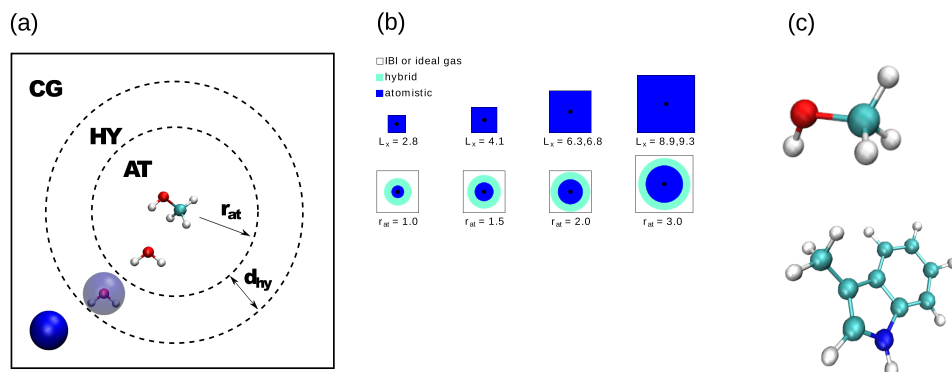 (a)
CG
HY
AT
r_at
d_hy
(b)
IBI or ideal gas
hybrid
atomistic
L_x = 2.8
L_x = 4.1
L_x = 6.3,6.8
L_x = 8.9,9.3
r_at = 1.0
r_at = 1.5
r_at = 2.0
r_at = 3.0
(c)